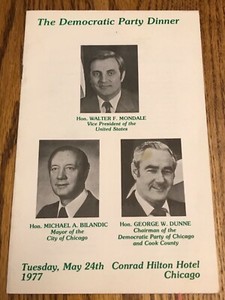 The Democratic Party Dinner
Hon. WALTER F. MONDALE
Vice President of the
United States
Hon. MICHAEL A. BILANDIC
Mayor of the
City of Chicago
Hon. GEORGE W. DUNNE
Chairman of the
Democratic Party of Chicago
and Cook County
Tuesday, May 24th
1977
Conrad Hilton Hotel
Chicago